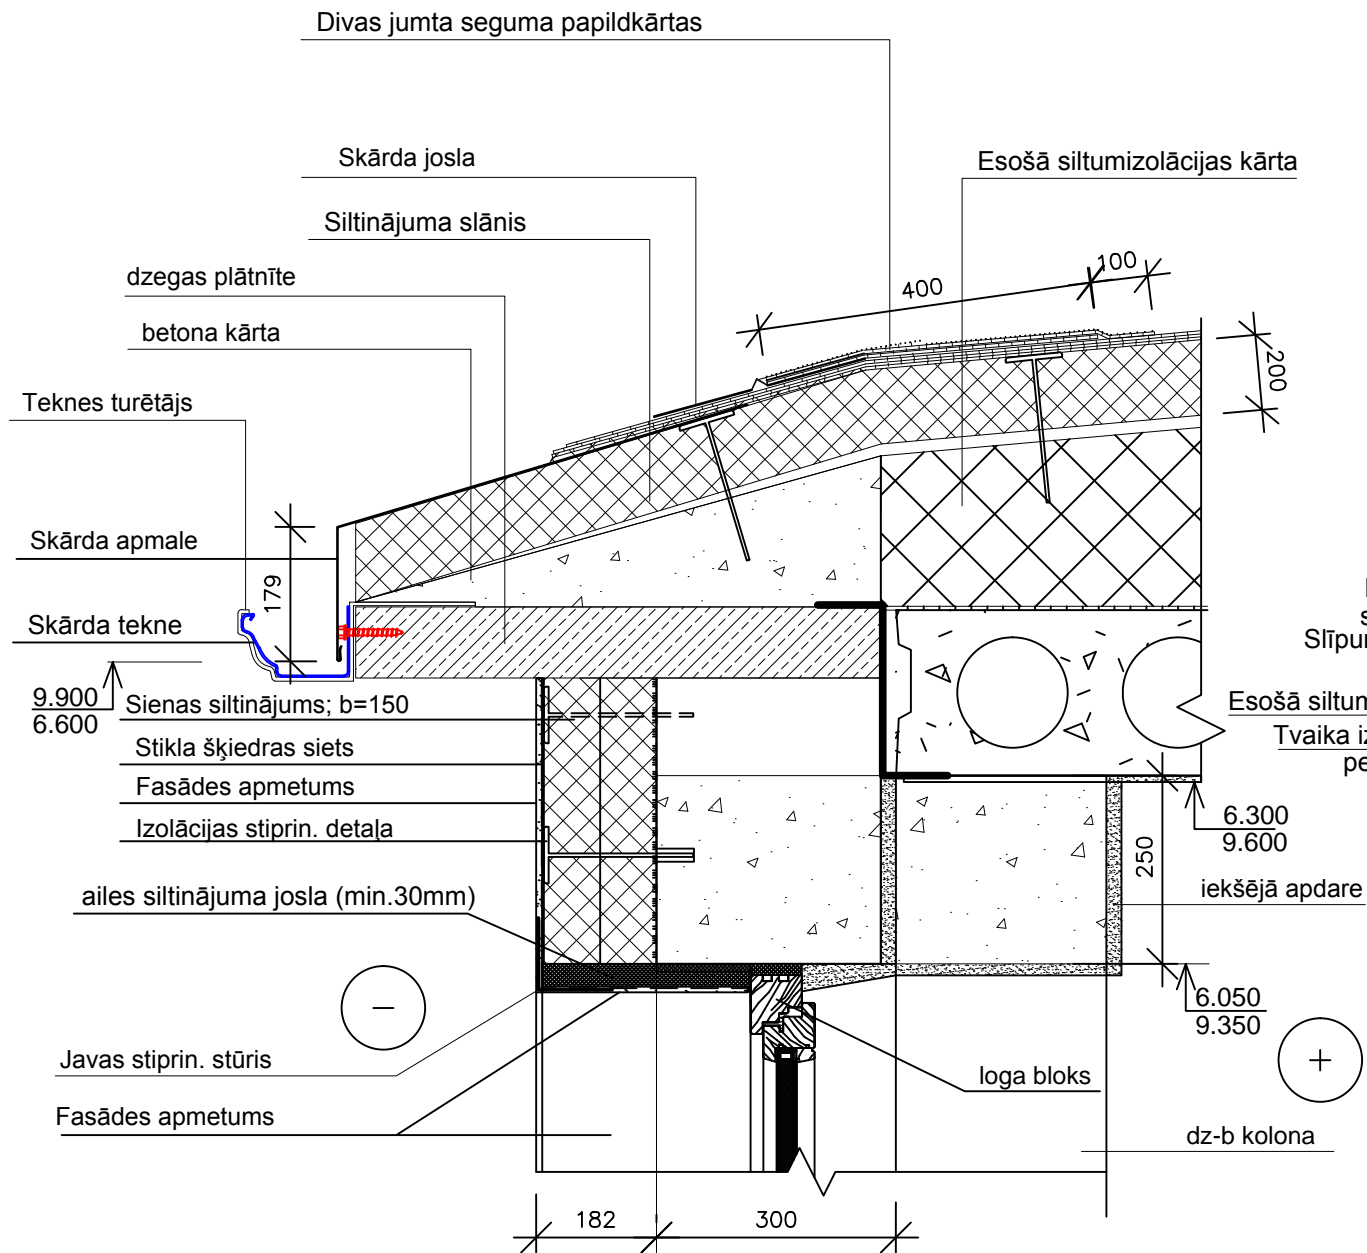 Divas jumta seguma papildkārtas
Skārda josla
Esošā siltumizolācijas kārta
Siltinājuma slānis
dzegas plātnīte
betona kārta
400
100
200
Teknes turētājs
Skārda apmale
179
Skārda tekne
Slīpu
9.900
6.600
Sienas siltinājums; b=150
Esošā siltum
Stikla šķiedras siets
Tvaika iz
pe
Fasādes apmetums
Izolācijas stiprin. detaļa
6.300
9.600
250
ailes siltinājuma josla (min.30mm)
iekšējā apdare
−
6.050
9.350
+
Javas stiprin. stūris
loga bloks
Fasādes apmetums
dz-b kolona
182
300